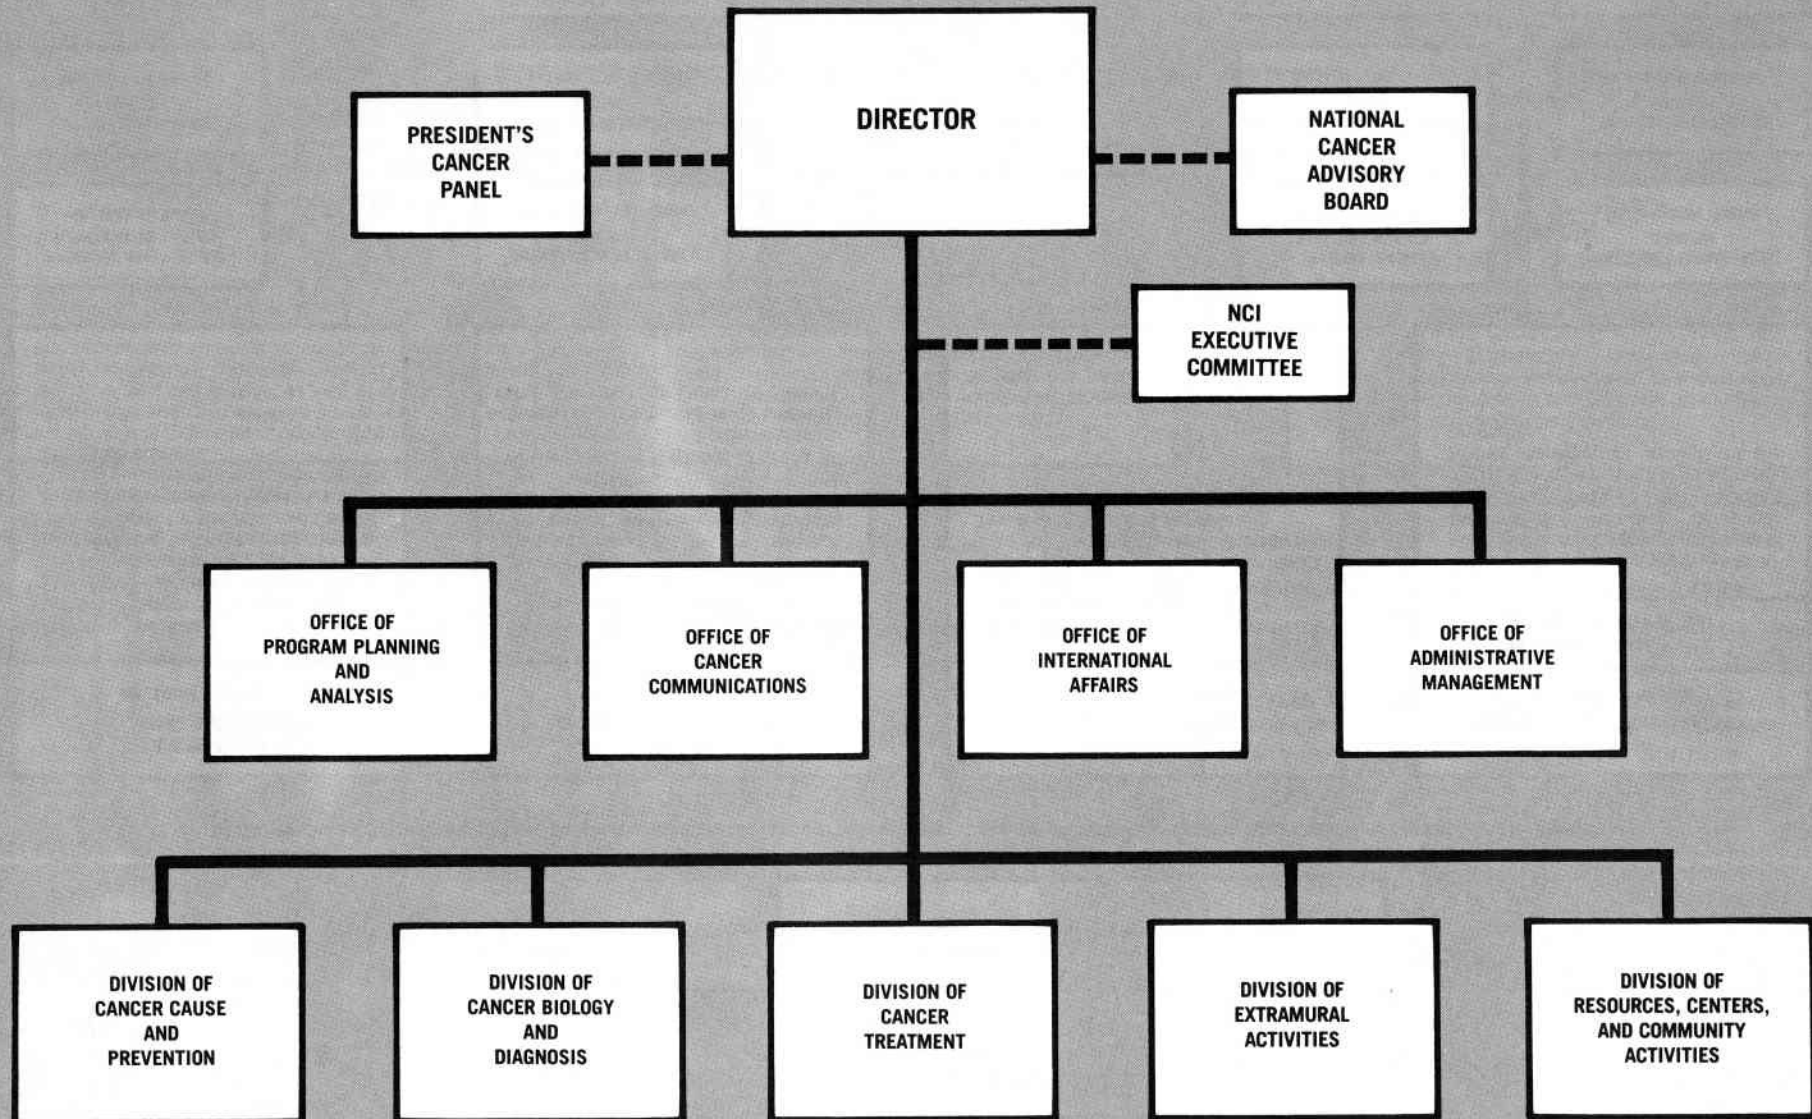 DIRECTOR
PRESIDENT'S
CANCER
PANEL
NATIONAL
CANCER
ADVISORY
BOARD
NCI
EXECUTIVE
COMMITTEE
OFFICE OF
PROGRAM PLANNING
AND
ANALYSIS
OFFICE OF
CANCER
COMMUNICATIONS
OFFICE OF
INTERNATIONAL
AFFAIRS
OFFICE OF
ADMINISTRATIVE
MANAGEMENT
DIVISION OF
CANCER CAUSE
AND
PREVENTION
DIVISION OF
CANCER BIOLOGY
AND
DIAGNOSIS
DIVISION OF
CANCER
TREATMENT
DIVISION OF
EXTRAMURAL
ACTIVITIES
DIVISION OF
RESOURCES, CENTERS,
AND COMMUNITY
ACTIVITIES